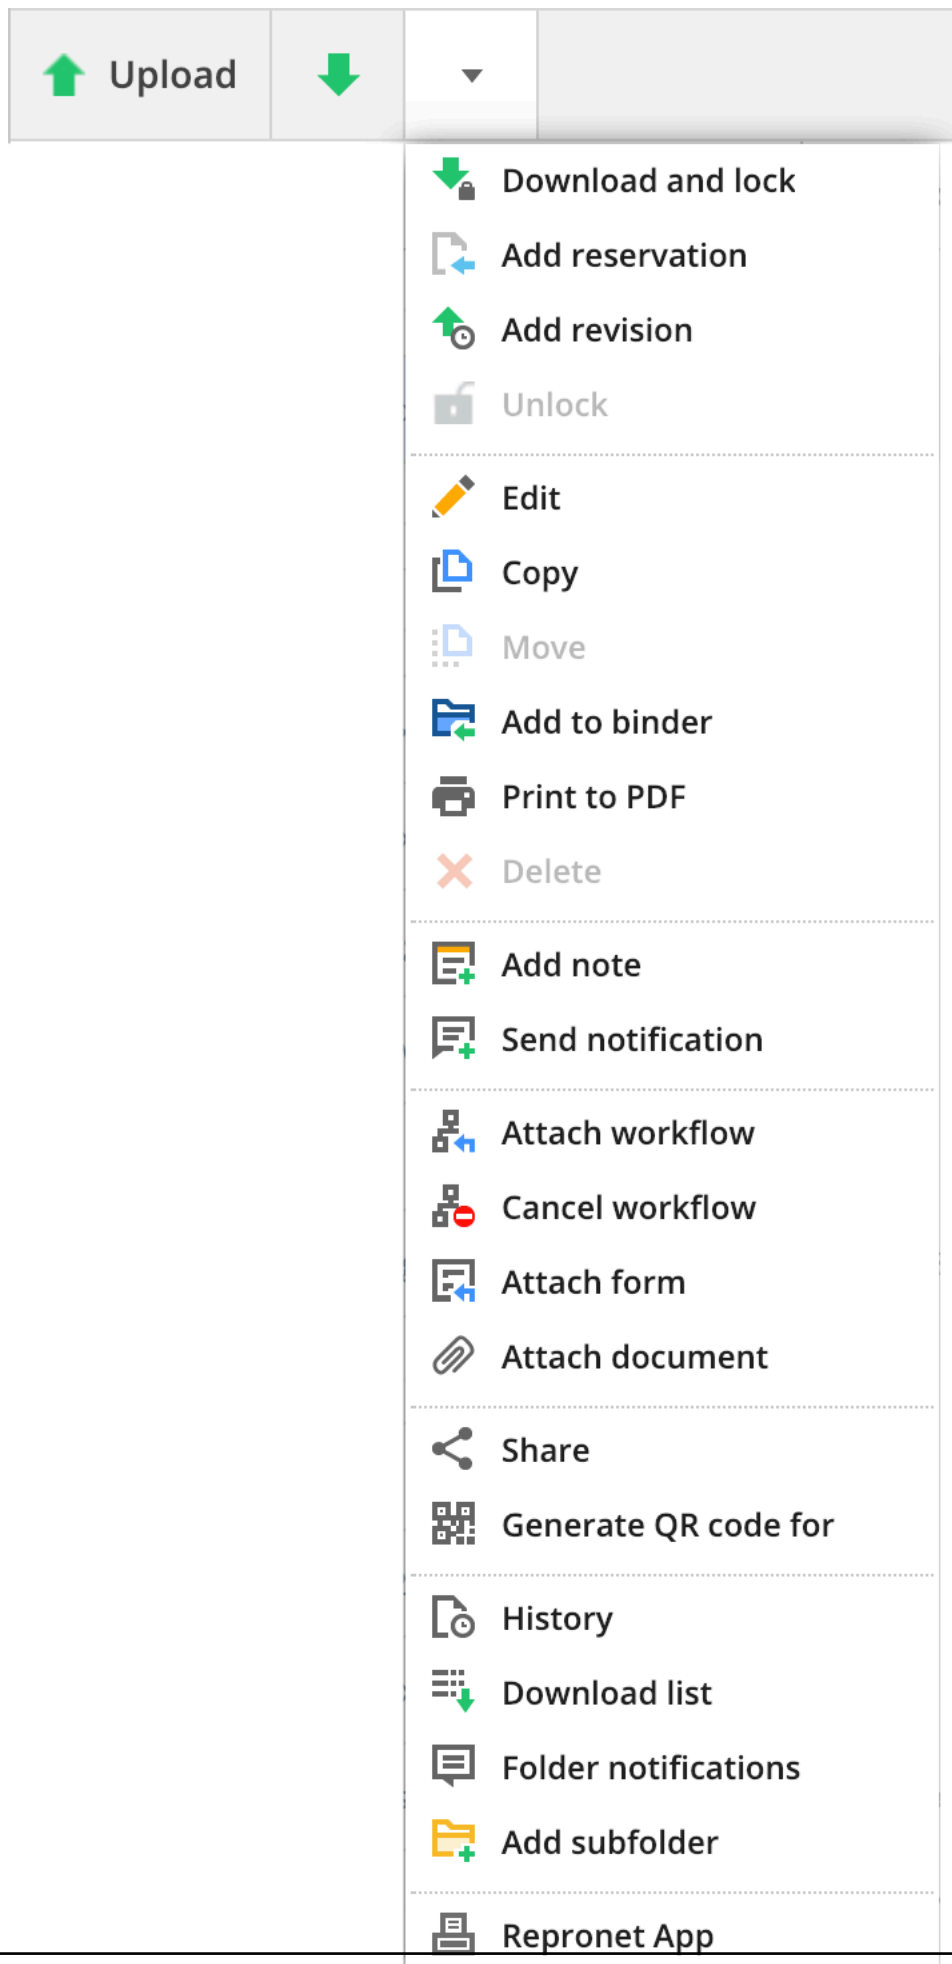 Upload
Download and lock
Add reservation
Add revision
Unlock
Edit
Copy
Move
Add to binder
Print to PDF
Delete
Add note
Send notification
Attach workflow
Cancel workflow
Attach form
Attach document
Share
Generate QR code for
History
Download list
Folder notifications
Add subfolder
Repronet App